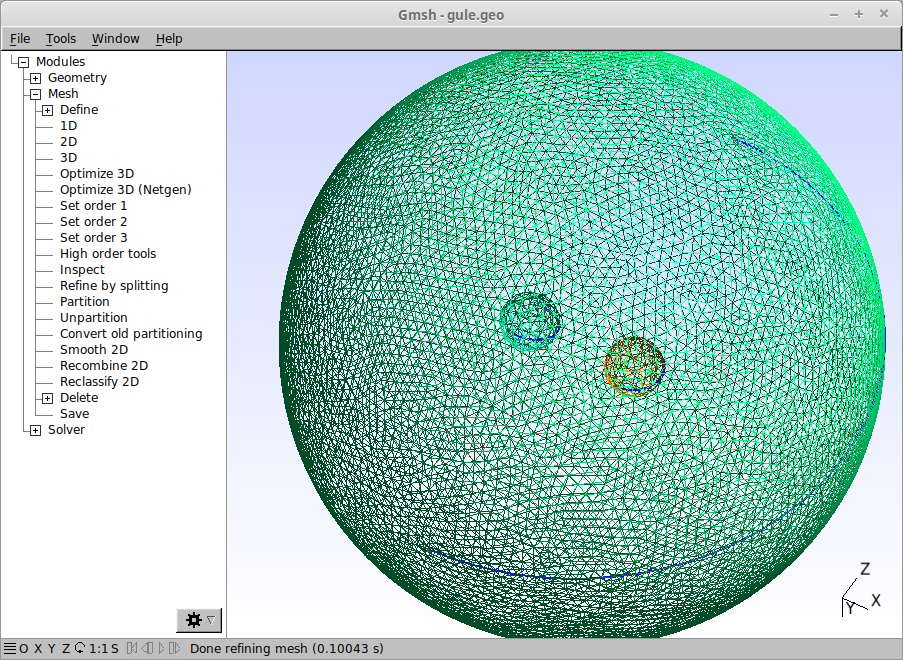 Gmsh - gule.geo
File Tools Window Help
Modules
Geometry
Mesh
Define
1D
2D
3D
Optimize 3D
Optimize 3D (Netgen)
Set order 1
Set order 2
Set order 3
High order tools
Inspect
Refine by splitting
Partition
Unpartition
Convert old partitioning
Smooth 2D
Recombine 2D
Reclassify 2D
Delete
Save
Solver
Z
X
Y
O X Y Z 1:1 S Done refining mesh (0.10043 s)